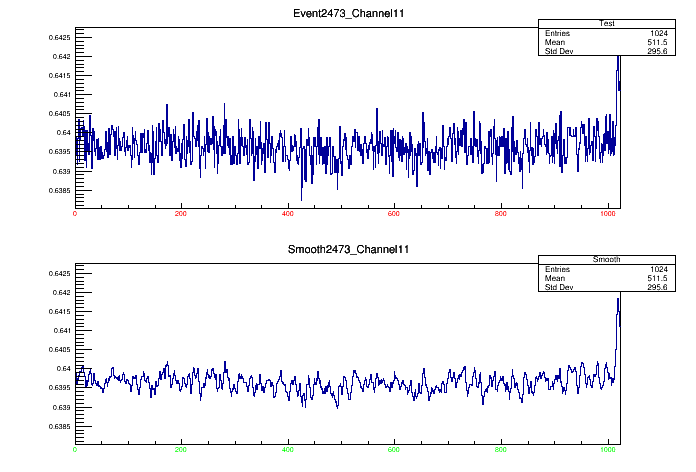 Event2473_Channel11
Test
Entries 1024
Mean 511.5
Std Dev 295.6
0.6425
0.642
0.6415
0.641
0.6405
0.64
0.6395
0.639
0.6385
0 200 400 600 800 1000
Smooth2473_Channel11
Smooth
Entries 1024
Mean 511.5
Std Dev 295.6
0.6425
0.642
0.6415
0.641
0.6405
0.64
0.6395
0.639
0.6385
0 200 400 600 800 1000